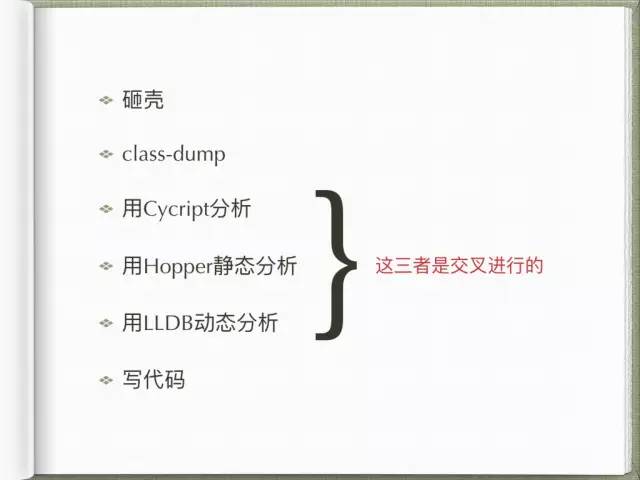 砸壳
class-dump
用Cycript分析
用Hopper静态分析
用LLDB动态分析
写代码
这三者是交叉进行的